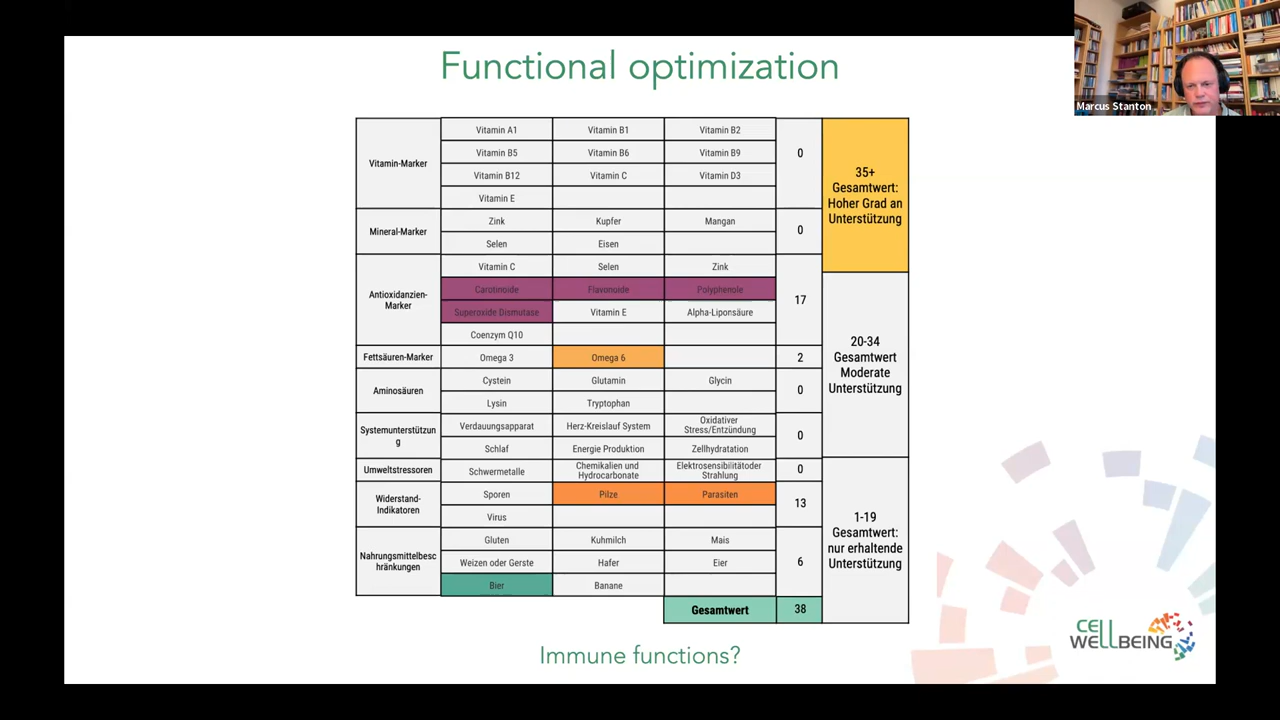 Functional optimization
Marcus Stanton
Vitamin-Marker
Vitamin A1
Vitamin B1
Vitamin B2
Vitamin B5
Vitamin B6
Vitamin B9
Vitamin B12
Vitamin C
Vitamin D3
Vitamin E
0
Mineral-Marker
Zink
Kupfer
Mangan
Selen
Eisen
0
Antioxidanzien-
Marker
Vitamin C
Selen
Zink
Carotinoide
Flavonoide
Polyphenole
Superoxide Dismutase
Vitamin E
Alpha-Liponsäure
Coenzym Q10
17
Fettsäuren-Marker
Omega 3
Omega 6
2
Aminosäuren
Cystein
Glutamin
Glycin
Lysin
Tryptophan
0
Systemunterstützun
g
Verdauungsapparat
Herz-Kreislauf System
Oxidativer
Stress/Entzündung
Schlaf
Energie Produktion
Zellhydratation
0
Umweltstressoren
Schwermetalle
Chemikalien und
Hydrocarbonate
Elektrosensibilitätoder
Strahlung
0
Widerstand-
Indikatoren
Sporen
Pilze
Parasiten
Virus
13
Nahrungsmittelbesc
hränkungen
Gluten
Kuhmilch
Mais
Weizen oder Gerste
Hafer
Eier
Bier
Banane
6
Gesamtwert
38
35+
Gesamtwert:
Hoher Grad an
Unterstützung
20-34
Gesamtwert
Moderate
Unterstützung
1-19
Gesamtwert:
nur erhaltende
Unterstützung
Immune functions?
CELL
WELLBEING